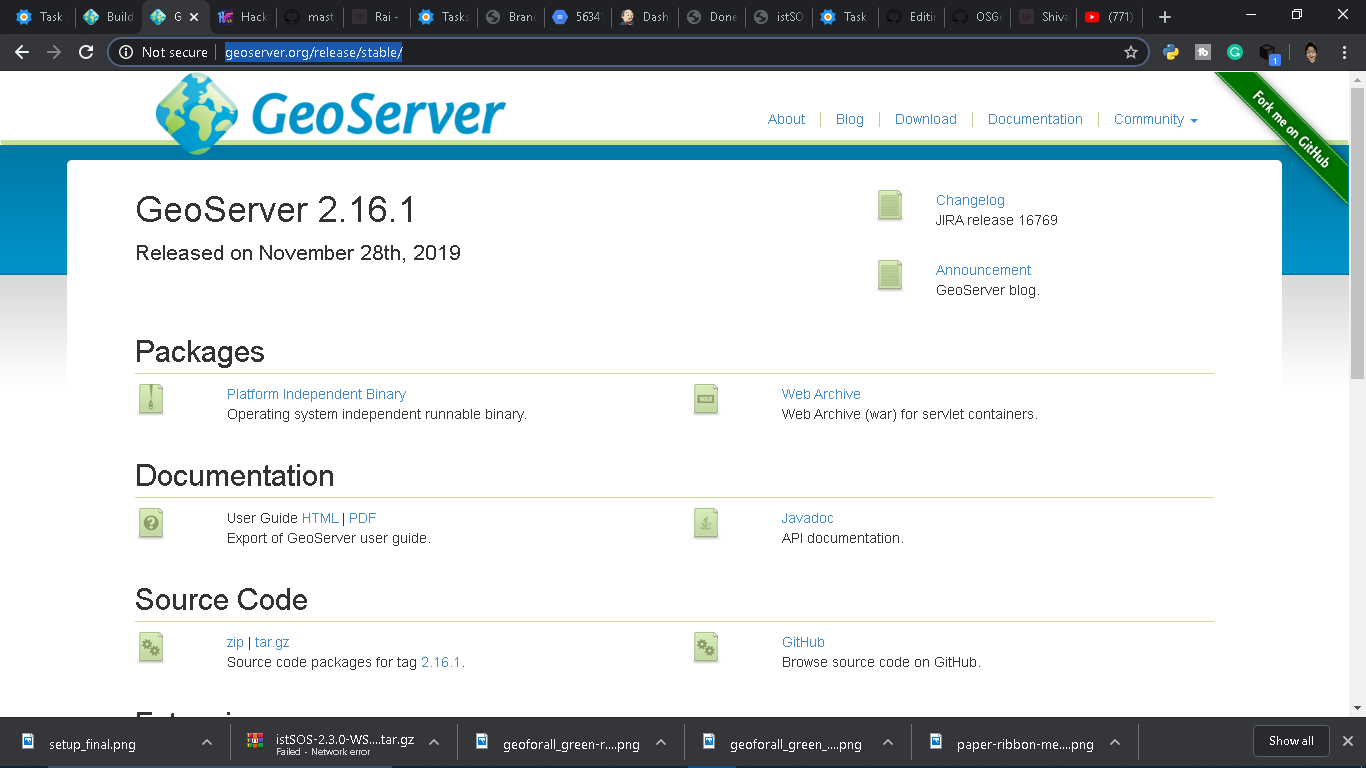 Task
Build
G
Hack
mast
Rai -
Tasks
Bran
5634
Dash
Done
istSO
Task
Editin
OSGe
Shiva
(771)
Not secure
geoserver.org/release/stable/
GeoServer
About
Blog
Download
Documentation
Community
Fork me on GitHub
GeoServer 2.16.1
Released on November 28th, 2019
Changelog
JIRA release 16769
Announcement
GeoServer blog.
Packages
Platform Independent Binary
Operating system independent runnable binary.
WAR
Web Archive
Web Archive (war) for servlet containers.
Documentation
User Guide HTML | PDF
Export of GeoServer user guide.
Javadoc
API documentation.
Source Code
zip | tar.gz
Source code packages for tag 2.16.1.
GitHub
Browse source code on GitHub.
setup_final.png
istSOS-2.3.0-WS....tar.gz
Failed - Network error
geoforall_green-r....png
geoforall_green_....png
paper-ribbon-me....png
Show all